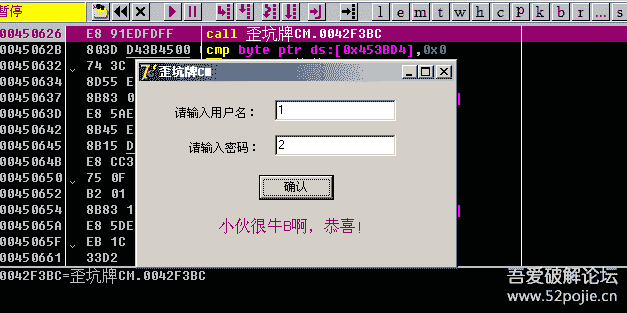 暂停
l e m t w h c p k b r ... s
00450626 E8 91EDFDFF call 歪坑牌CM.0042F3BC
0045062B 803D D43B4500 cmp byte ptr ds:[0x453BD4],0x0
00450632 74 3C
00450634 8D55 E
00450637 8B83 0
0045063D E8 5AE
00450642 8B45 E
00450645 8B15 D
0045064B E8 CC3
00450650 75 0F
00450652 B2 01
00450654 8B83 1
0045065A E8 5DE
0045065F EB 1C
00450661 33D2
歪坑牌CM
请输入用户名：
1
请输入密码：
2
确认
小伙很牛B啊，恭喜!
0042F3BC=歪坑牌CM.0042F3BC
吾爱破解论坛
www.52pojie.cn